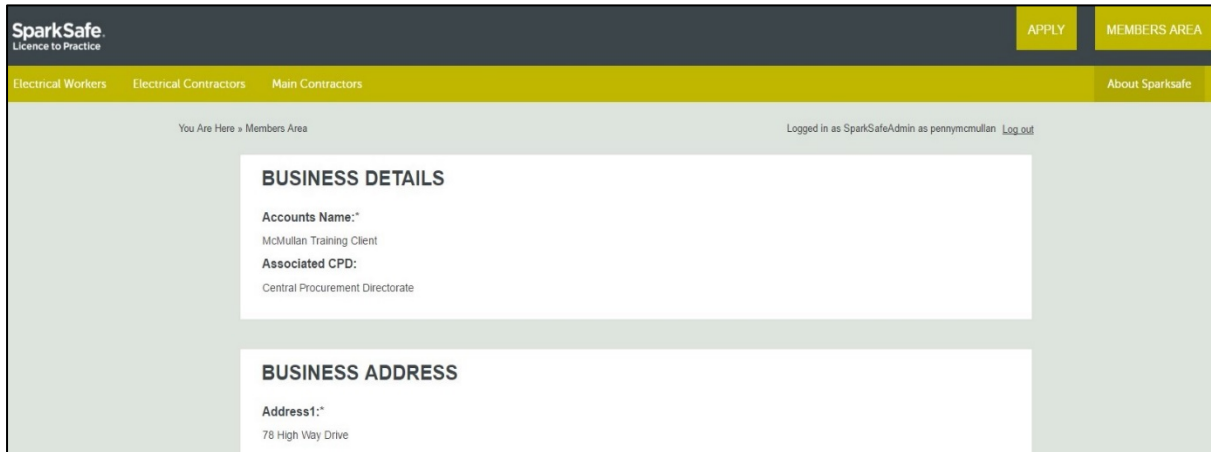 SparkSafe.
Licence to Practice
APPLY
MEMBERS AREA
Electrical Workers
Electrical Contractors
Main Contractors
About Sparksafe
You Are Here » Members Area
Logged in as SparkSafeAdmin as pennymcmullan Log out
BUSINESS DETAILS
Accounts Name:*
McMullan Training Client
Associated CPD:
Central Procurement Directorate
BUSINESS ADDRESS
Address1:*
78 High Way Drive